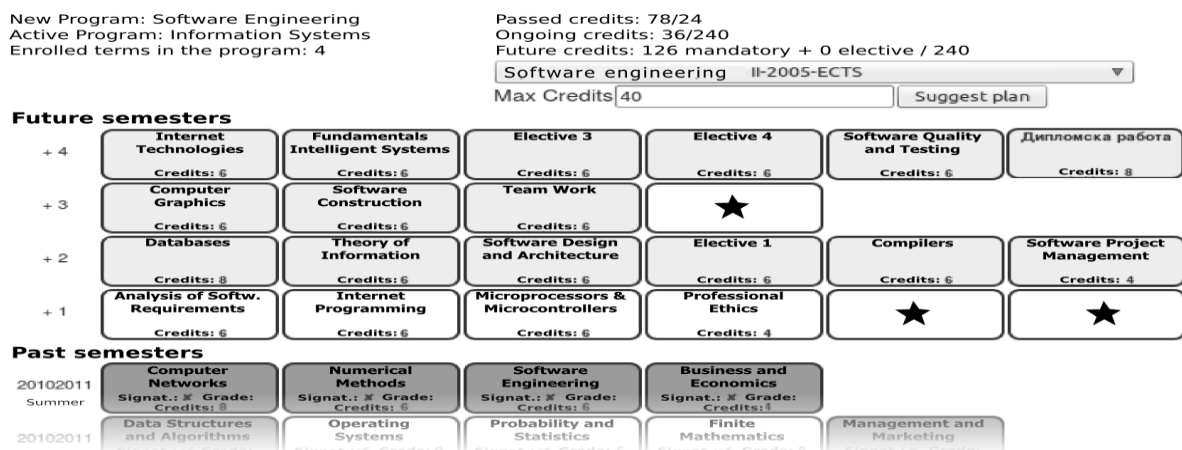 New Program: Software Engineering
Active Program: Information Systems
Enrolled terms in the program: 4
Passed credits: 78/24
Ongoing credits: 36/240
Future credits: 126 mandatory + 0 elective / 240
Software engineering II-2005-ECTS
Max Credits 40 Suggest plan
Future semesters
+ 4
Internet
Technologies
Credits: 6
Fundamentals
Intelligent Systems
Credits: 6
Elective 3
Credits: 6
Elective 4
Credits: 6
Software Quality
and Testing
Credits: 6
Дипломска работа
Credits: 8
+ 3
Computer
Graphics
Credits: 6
Software
Construction
Credits: 6
Team Work
Credits: 6
+ 2
Databases
Credits: 8
Theory of
Information
Credits: 6
Software Design
and Architecture
Credits: 6
Elective 1
Credits: 6
Compilers
Credits: 6
Software Project
Management
Credits: 4
+ 1
Analysis of Softw.
Requirements
Credits: 6
Internet
Programming
Credits: 6
Microprocessors &
Microcontrollers
Credits: 6
Professional
Ethics
Credits: 4
Past semesters
20102011
Summer
Computer
Networks
Signat.: ✘ Grade:
Credits: 8
Numerical
Methods
Signat.: ✘ Grade:
Credits: 6
Software
Engineering
Signat.: ✘ Grade:
Credits: 6
Business and
Economics
Signat.: ✘ Grade:
Credits:4
20102011
Data Structures
and Algorithms
Operating
Systems
Probability and
Statistics
Finite
Mathematics
Management and
Marketing